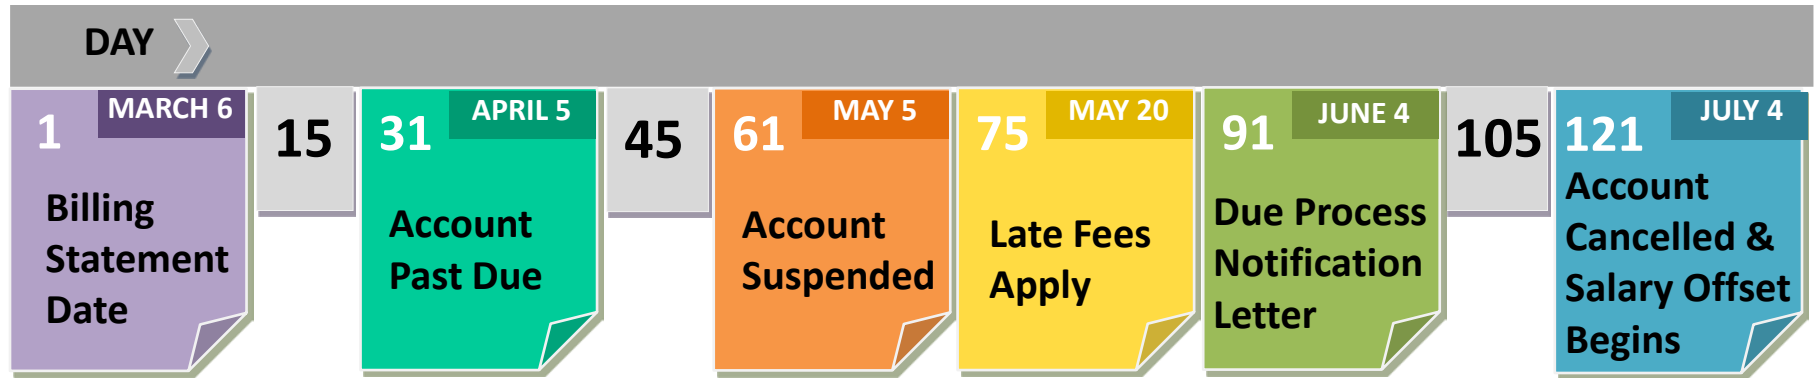 DAY
1
MARCH 6
Billing
Statement
Date
15
31
APRIL 5
Account
Past Due
45
61
MAY 5
Account
Suspended
75
MAY 20
Late Fees
Apply
91
JUNE 4
Due Process
Notification
Letter
105
121
JULY 4
Account
Cancelled &
Salary Offset
Begins